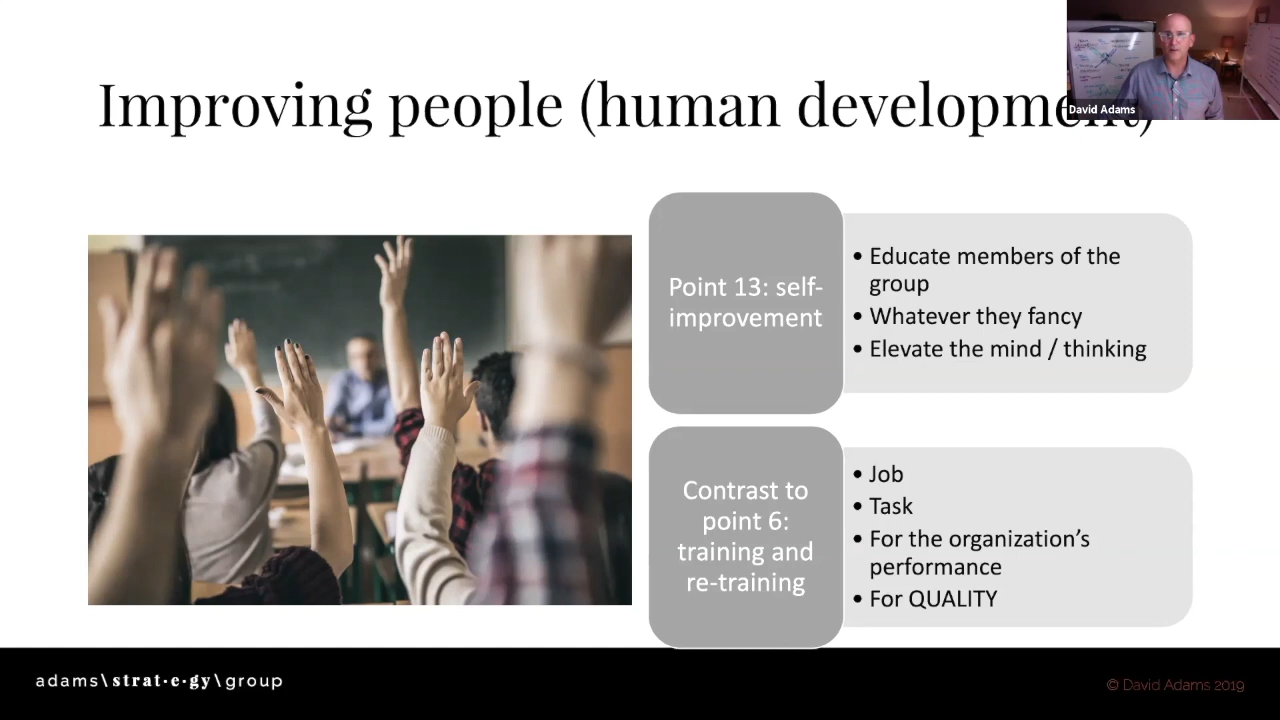 Improving people (human development)
David Adams
Point 13: self-
improvement
• Educate members of the
group
• Whatever they fancy
• Elevate the mind / thinking
Contrast to
point 6:
training and
re-training
• Job
• Task
• For the organization’s
performance
• For QUALITY
adams\strat·e·gy\group
© David Adams 2019